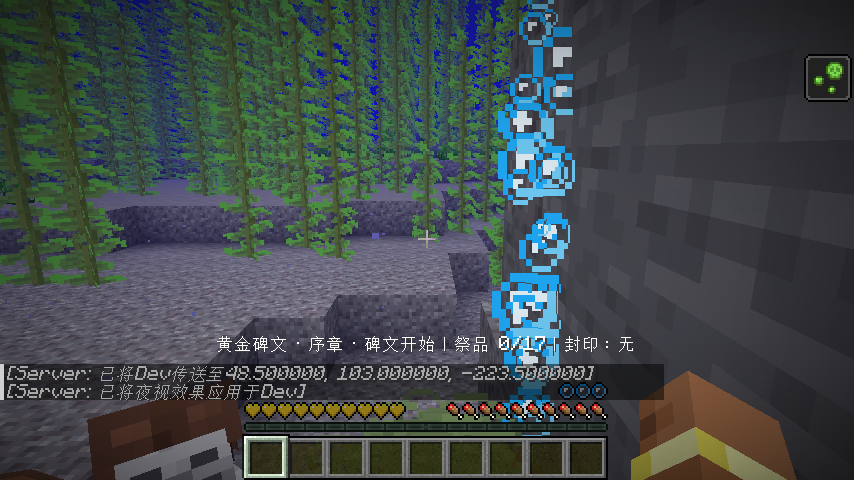 黄金碑文·序章·碑文开始|祭品 0/17|封印：无
[Server: 已将Dev传送至48.500000, 103.000000, -223.500000]
[Server: 已将夜视效果应用于Dev]